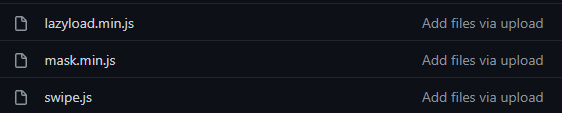 lazyload.min.js Add files via upload
mask.min.js Add files via upload
swipe.js Add files via upload